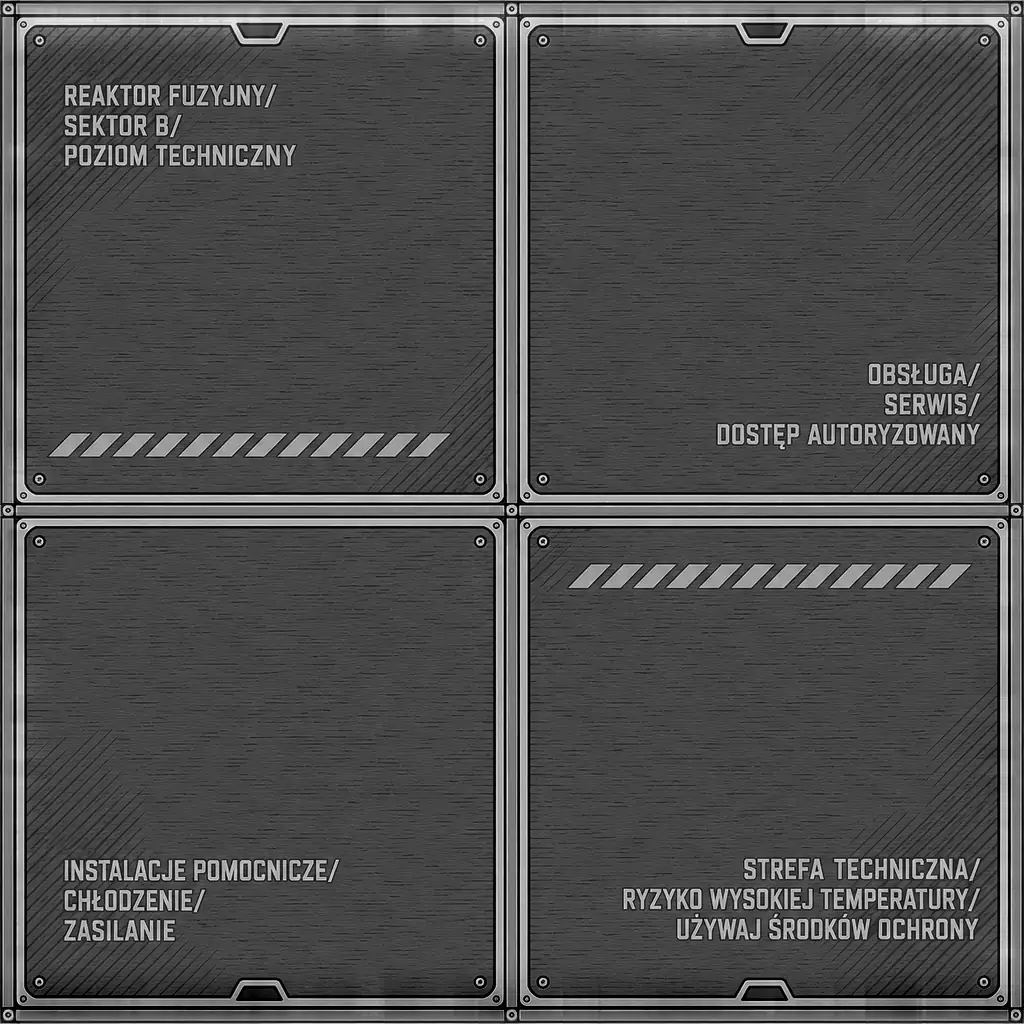 REAKTOR FUZYJNY/
SEKTOR B/
POZIOM TECHNICZNY
OBSŁUGA/
SERWIS/
DOSTĘP AUTORYZOWANY
INSTALACJE POMOCNICZE/
CHŁODZENIE/
ZASILANIE
STREFA TECHNICZNA/
RYZYKO WYSOKIEJ TEMPERATURY/
UŻYWAJ ŚRODKÓW OCHRONY